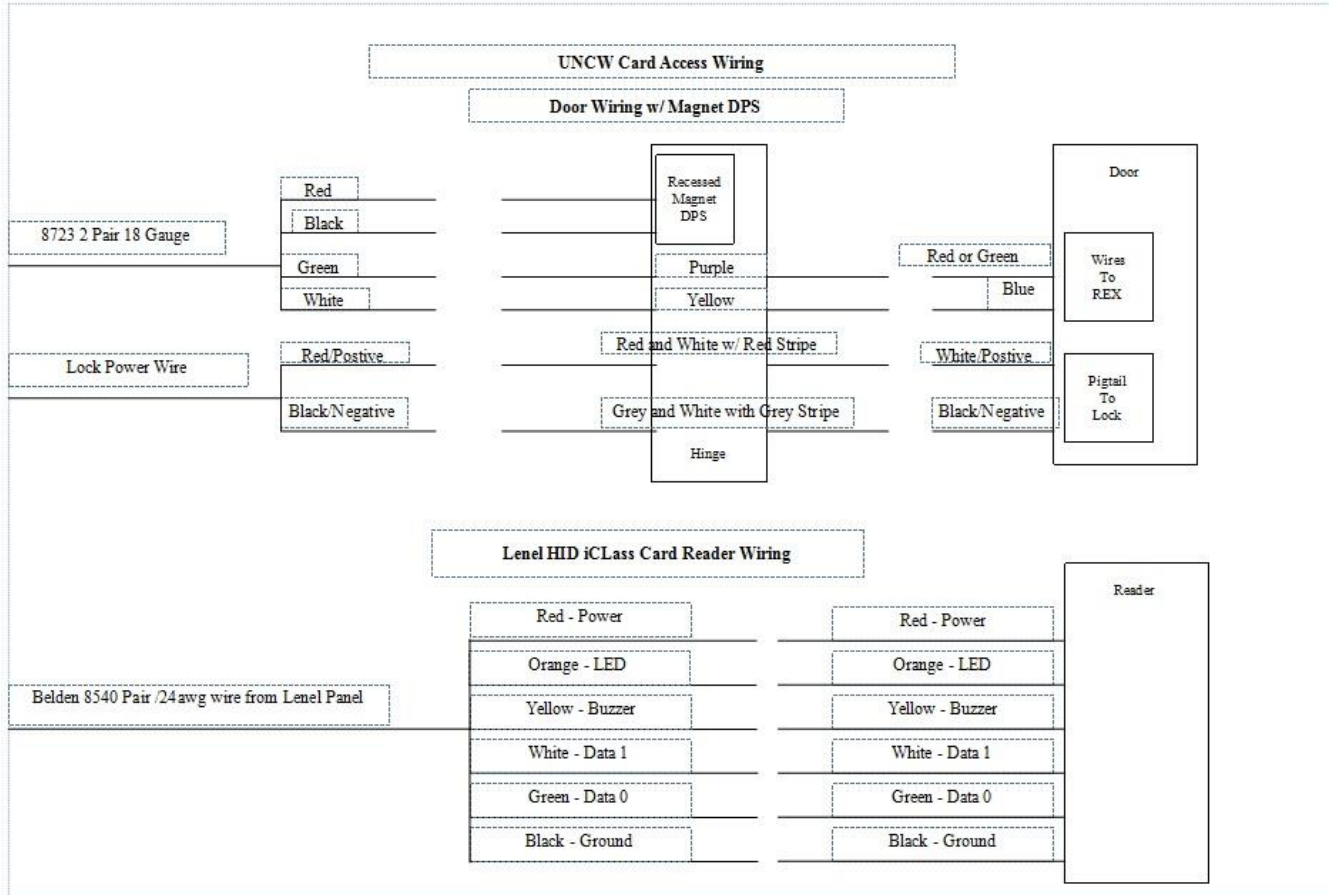 UNCW Card Access Wiring
Door Wiring w/ Magnet DPS
Door
Recessed
Magnet
DPS
Red
Black
8723 2 Pair 18 Gauge
Green
White
Purple
Yellow
Red or Green
Blue
Wires
To
REX
Lock Power Wire
Red/Postive
Black/Negative
Red and White w/ Red Stripe
Grey and White with Grey Stripe
White/Postive
Black/Negative
Pigtail
To
Lock
Hinge
Lenel HID iCLass Card Reader Wiring
Reader
Belden 8540 Pair /24awg wire from Lenel Panel
Red - Power
Orange - LED
Yellow - Buzzer
White - Data 1
Green - Data 0
Black - Ground
Red - Power
Orange - LED
Yellow - Buzzer
White - Data 1
Green - Data 0
Black - Ground